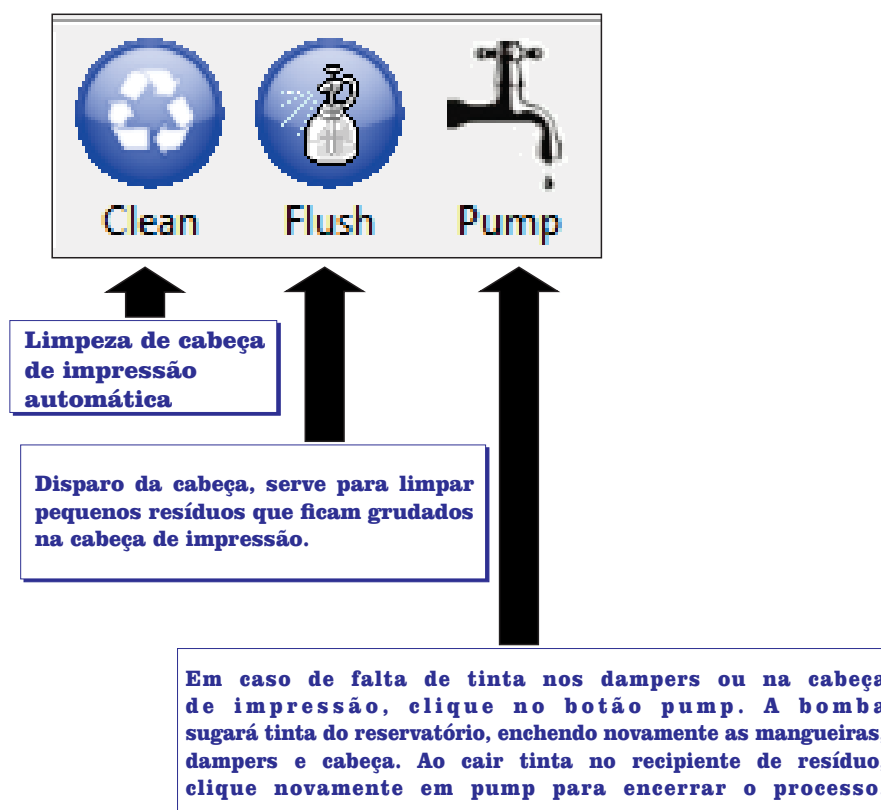 Clean Flush Pump
Limpeza de cabeça
de impressão
automática
Disparo da cabeça, serve para limpar
pequenos resíduos que ficam grudados
na cabeça de impressão.
Em caso de falta de tinta nos dampers ou na cabeça
de impressão, clique no botão pump. A bomba
sugará tinta do reservatório, enchendo novamente as mangueiras,
dampers e cabeça. Ao cair tinta no recipiente de resíduo,
clique novamente em pump para encerrar o processo